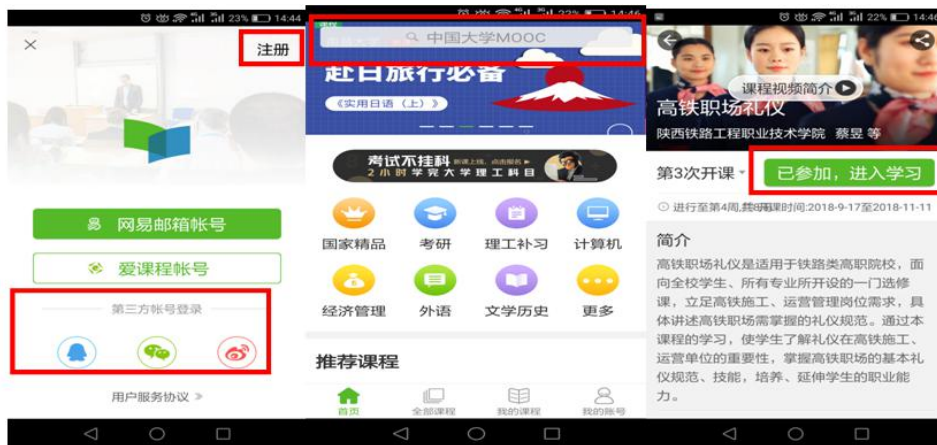 23% 14:44
注册
网易邮箱帐号
爱课程帐号
第三方帐号登录
用户服务协议 >>
22% 14:46
课程
中国大学MOOC
赴日旅行必备
《实用日语(上)》
考试不挂科
2小时学完大学理工科目
国家精品 考研 理工补习 计算机
经济管理 外语 文学历史 更多
推荐课程
首页 全部课程 我的课程 我的账号
22% 14:46
课程视频简介
高铁职场礼仪
陕西铁路工程职业技术学院 蔡昱 等
第3次开课 已参加,进入学习
进行至第4周,
课时间:2018-9-17至2018-11-11
简介
高铁职场礼仪是适用于铁路类高职院校,面
向全校学生、所有专业所开设的一门选修
课,立足高铁施工、运营管理岗位需求,具
体讲述高铁职场需掌握的礼仪规范。通过本
课程的学习,使学生了解礼仪在高铁施工、
运营单位的重要性,掌握高铁职场的基本礼
仪规范、技能,培养、延伸学生的职业能
力。